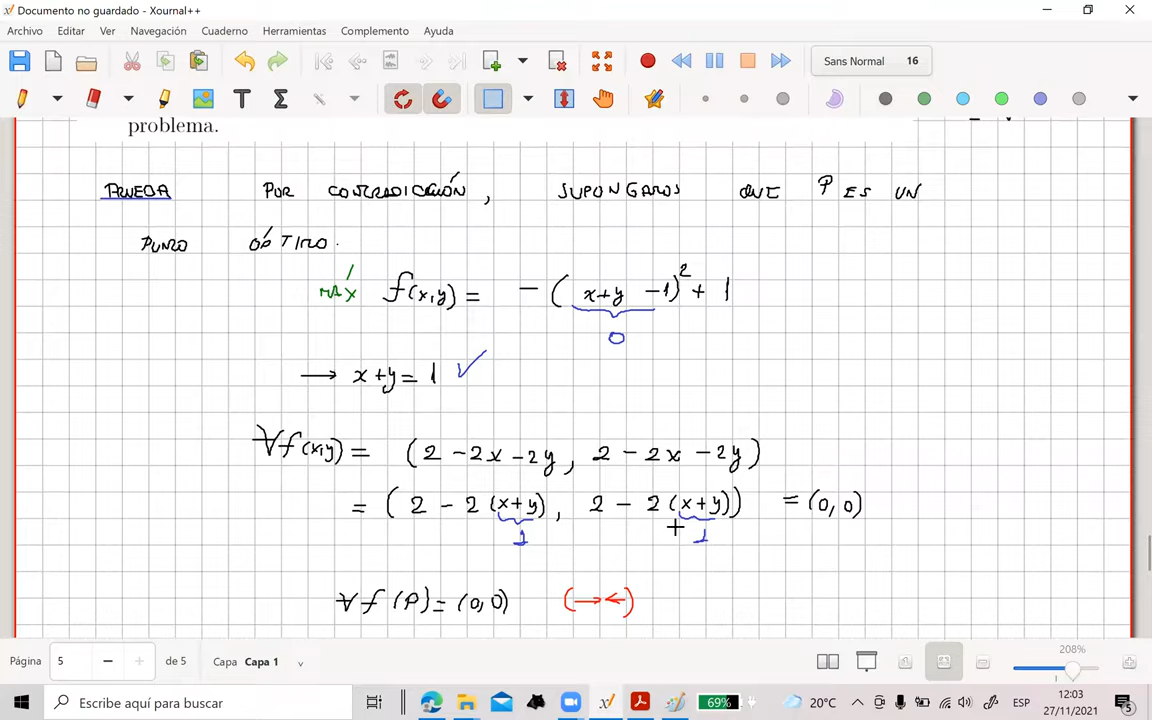 Documento no guardado - Xournal++
Archivo Editar Ver Navegación Cuaderno Herramientas Complemento Ayuda
Sans Normal 16
problema.
PRUEBA POR CONTRADICCIÓN, SUPONGAMOS QUE P ES UN
PUNTO ÓPTIMO.
MÁX f(x,y) = -(x+y-1)²+1
0
→ x+y=1 ✓
∇f(x,y) = (2-2x-2y, 2-2x-2y)
= (2-2(x+y), 2-2(x+y)) = (0,0)
1 1
∇f(P)=(0,0) (→←)
Página 5 de 5 Capa Capa 1 208%
Escribe aquí para buscar 69% 20°C ESP 12:03
27/11/2021 5